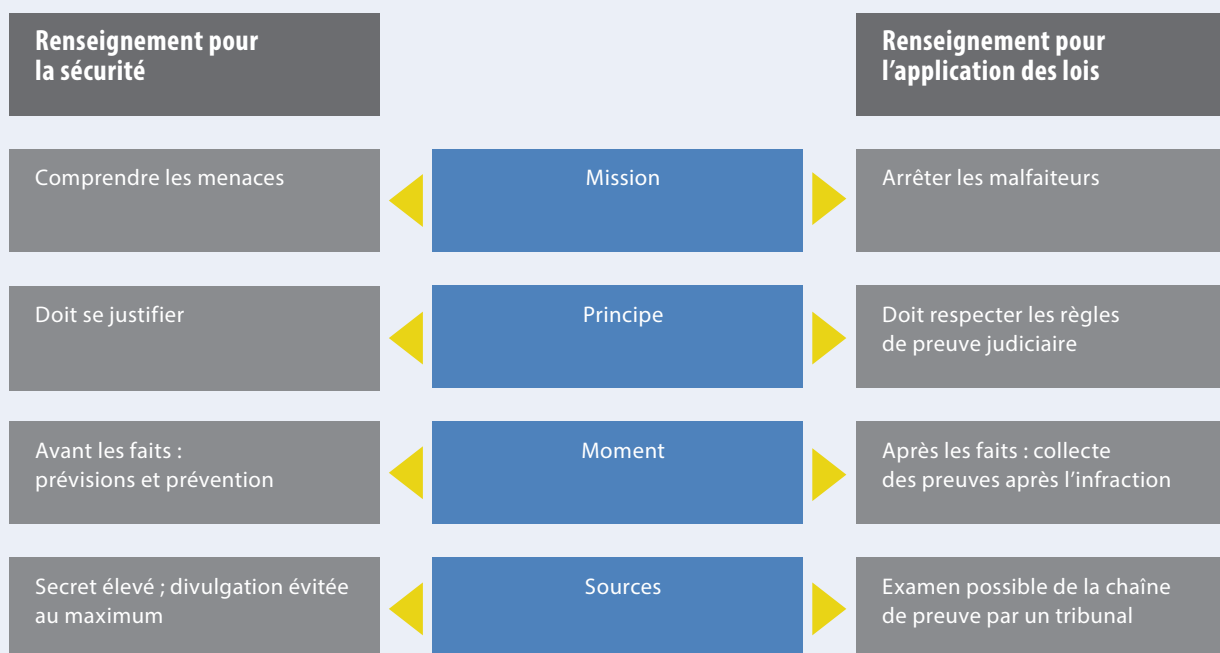 Renseignement pour
la sécurité
Renseignement pour
l'application des lois
Comprendre les menaces
Mission
Arrêter les malfaiteurs
Doit se justifier
Principe
Doit respecter les règles
de preuve judiciaire
Avant les faits :
prévisions et prévention
Moment
Après les faits : collecte
des preuves après l'infraction
Secret élevé ; divulgation évitée
au maximum
Sources
Examen possible de la chaîne
de preuve par un tribunal